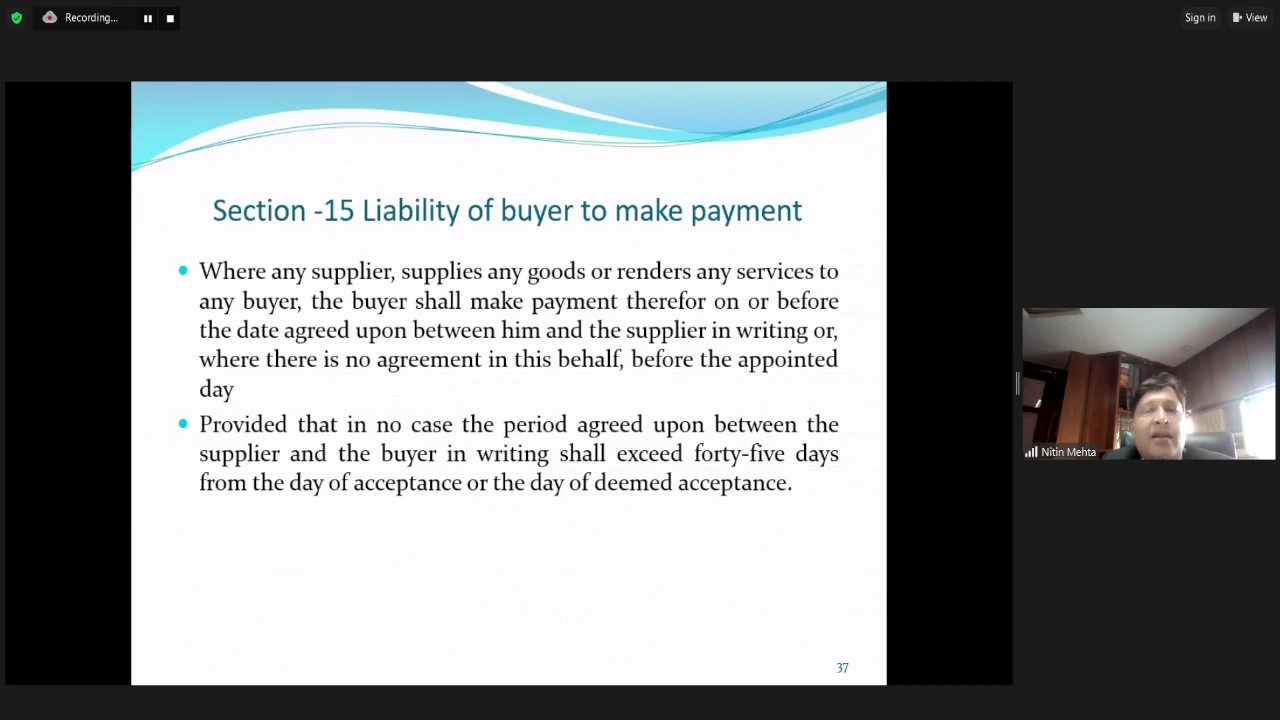 Recording...
Sign in
View
Section -15 Liability of buyer to make payment
Where any supplier, supplies any goods or renders any services to
any buyer, the buyer shall make payment therefor on or before
the date agreed upon between him and the supplier in writing or,
where there is no agreement in this behalf, before the appointed
day
Provided that in no case the period agreed upon between the
supplier and the buyer in writing shall exceed forty-five days
from the day of acceptance or the day of deemed acceptance.
Nitin Mehta
37